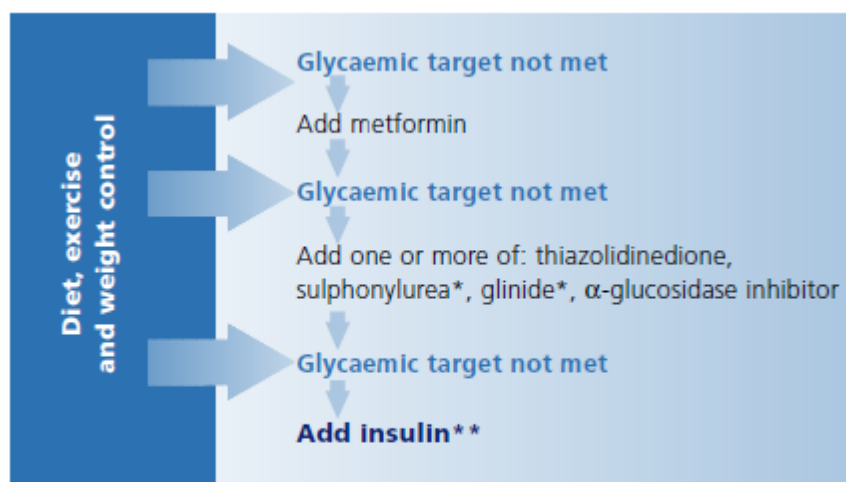 Diet, exercise
and weight control
Glycaemic target not met
Add metformin
Glycaemic target not met
Add one or more of: thiazolidinedione,
sulphonylurea*, glinide*, α-glucosidase inhibitor
Glycaemic target not met
Add insulin**